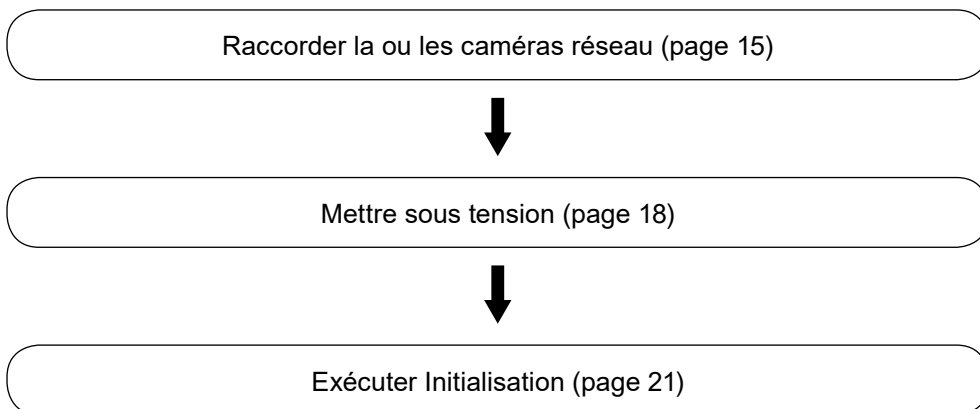 Raccorder la ou les caméras réseau (page 15)
Mettre sous tension (page 18)
Exécuter Initialisation (page 21)